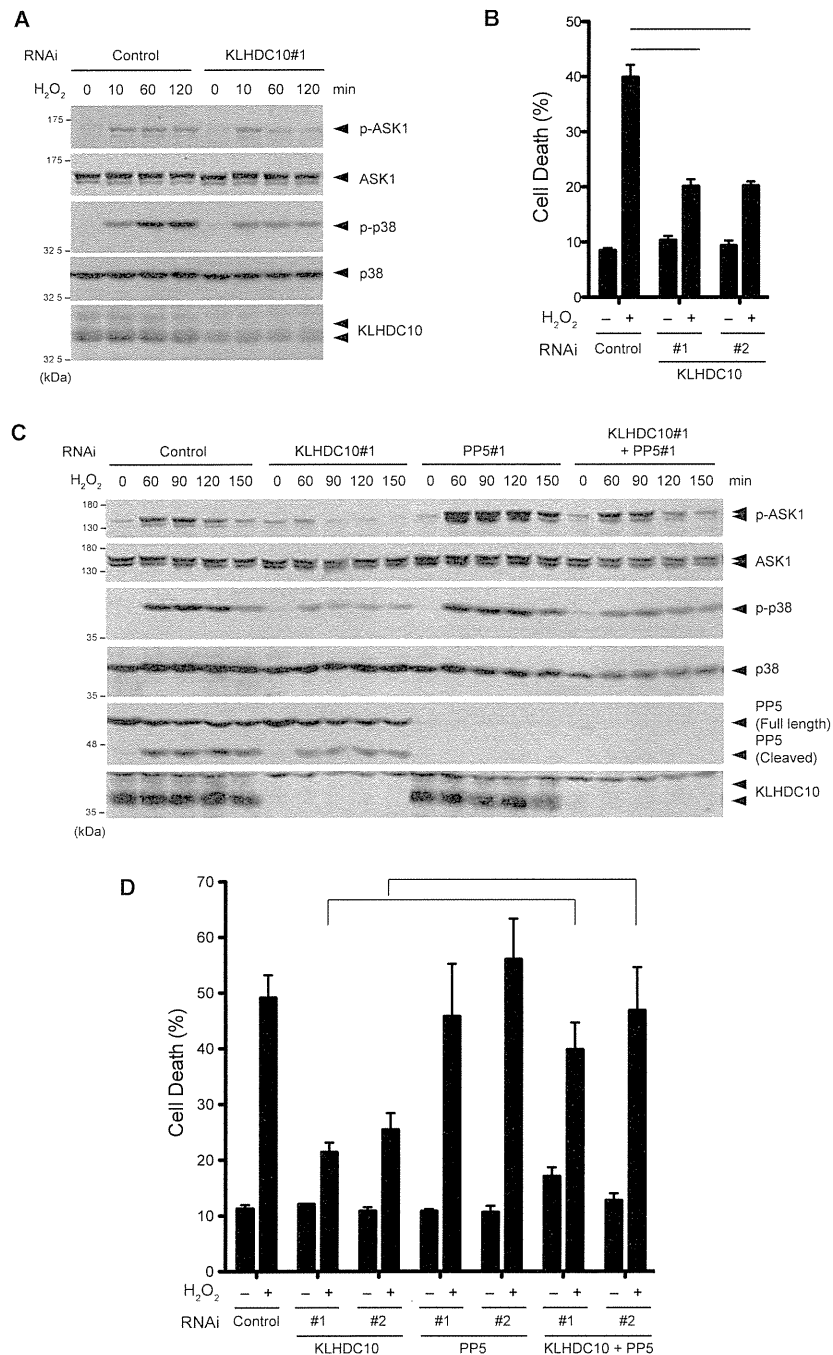 A
RNAi Control KLHDC10#1
H2O2 0 10 60 120 0 10 60 120 min
175
p-ASK1
175
ASK1
p-p38
32 5
p38
32 5
KLHDC10
32 5
(kDa)
B
Cell Death (%)
50
40
30
20
10
0
H2O2 – + – + – +
RNAi Control #1 #2
KLHDC10
C
KLHDC10#1
RNAi Control KLHDC10#1 PP5#1 + PP5#1
H2O2 0 60 90 120 150 0 60 90 120 150 0 60 90 120 150 0 60 90 120 150 min
180
p-ASK1
130
180
ASK1
130
p-p38
35
p38
35
PP5
(Full length)
48
PP5
(Cleaved)
KLHDC10
35
(kDa)
D
Cell Death (%)
70
60
50
40
30
20
10
0
H2O2 – + – + – + – + – + – + – +
RNAi Control #1 #2 #1 #2 #1 #2
KLHDC10 PP5 KLHDC10 + PP5